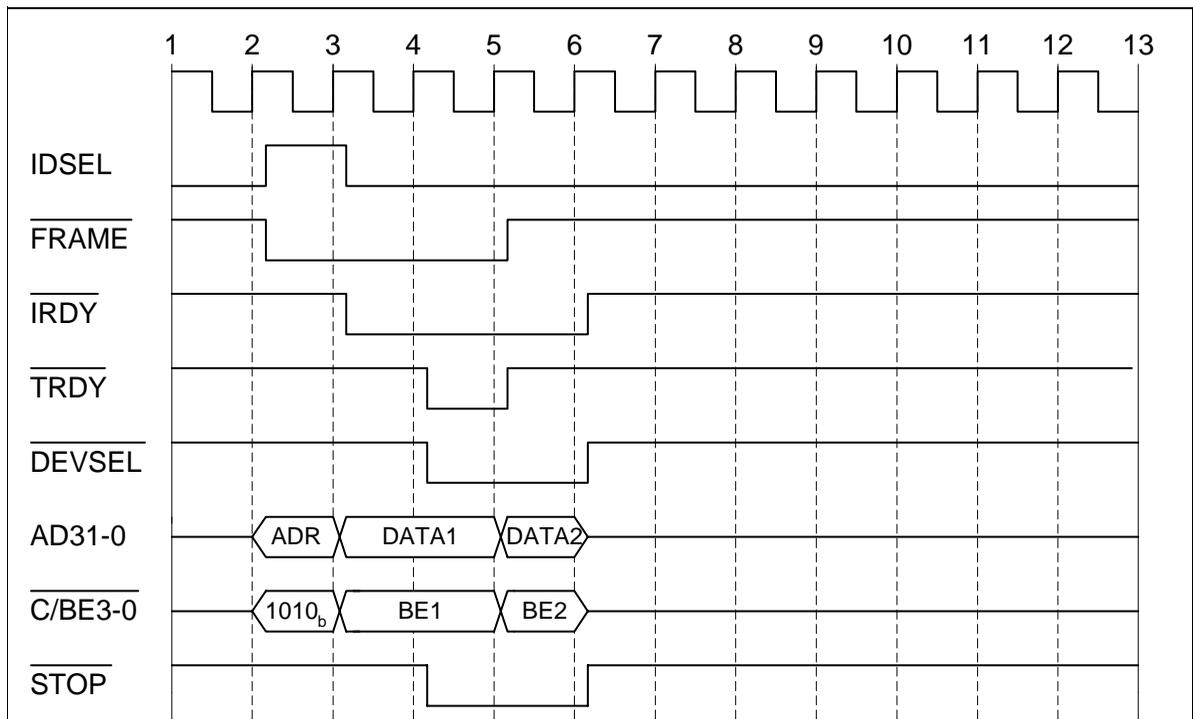 1 2 3 4 5 6 7 8 9 10 11 12 13
IDSEL
FRAME
IRDY
TRDY
DEVSEL
AD31-0 ADR DATA1 DATA2
C/BE3-0 1010b BE1 BE2
STOP